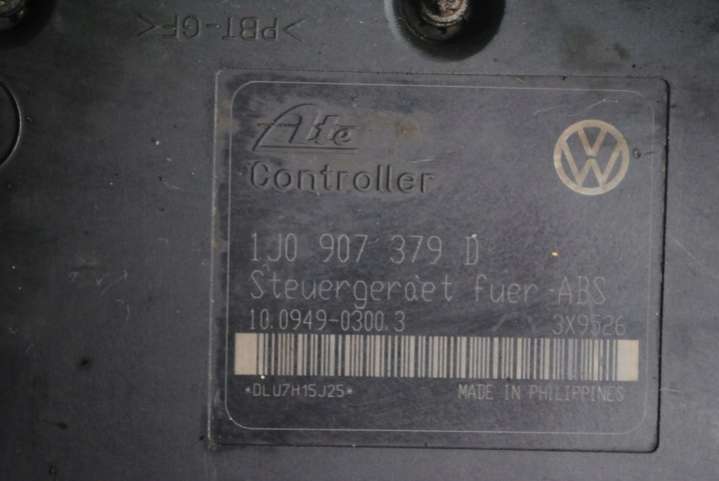 >PBT-GF<
Ate
Controller
VW
1J0 907 379 D
Steuergeraet fuer ABS
10.0949-0300.3 3X9526
*DLU7H15J25*
MADE IN PHILIPPINES